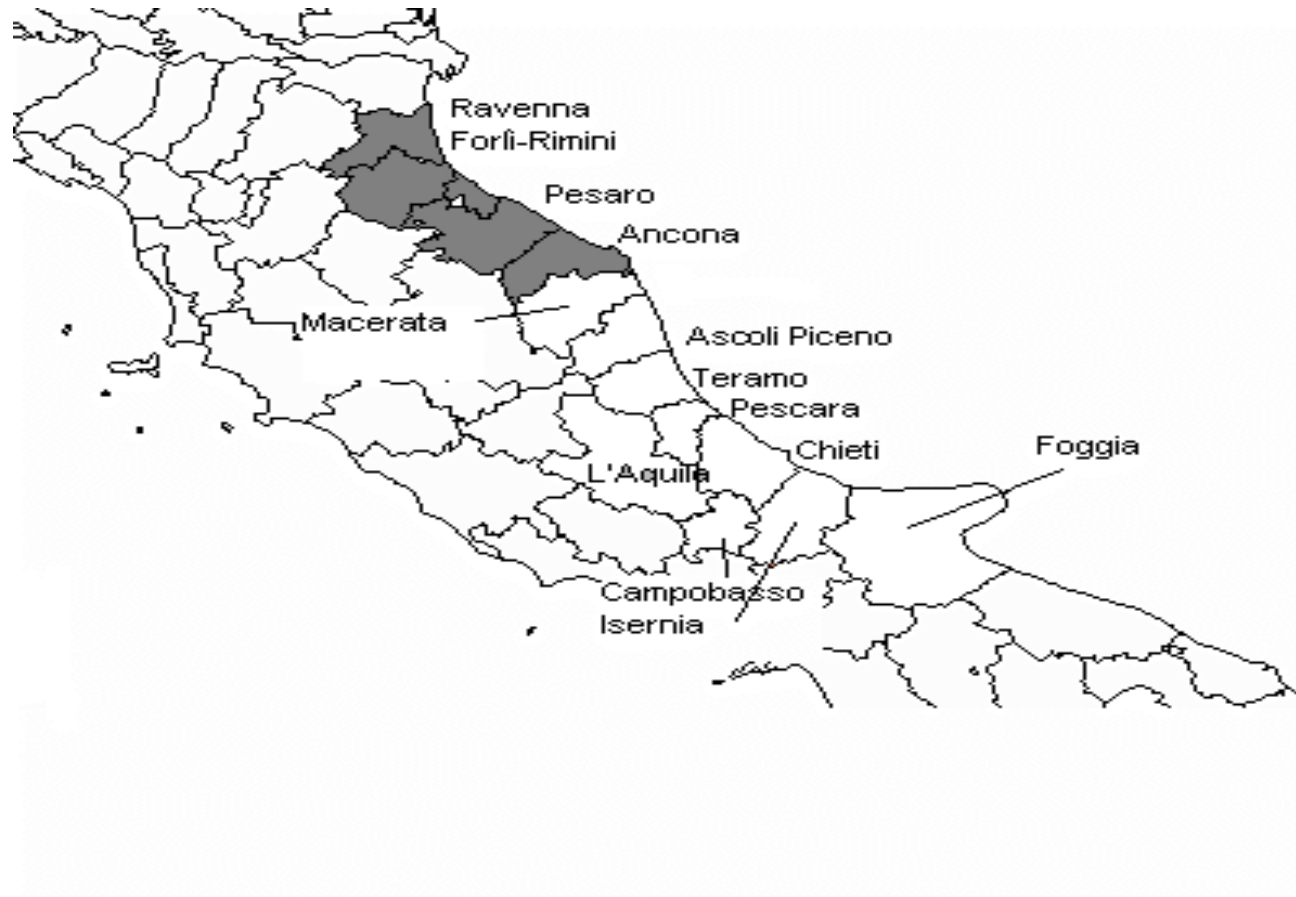 Ravenna
Forlì-Rimini
Pesaro
Ancona
Macerata
Ascoli Piceno
Teramo
Pescara
Chieti
Foggia
L'Aquila
Campobasso
Isernia